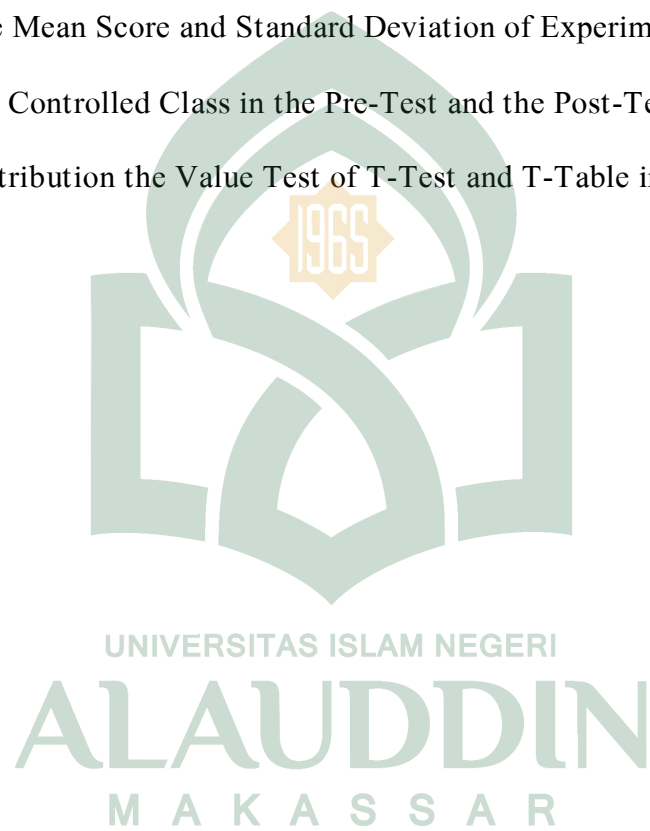 Mean Score and Standard Deviation of Experim
Controlled Class in the Pre-Test and the Post-Te
tribution the Value Test of T-Test and T-Table i
1965
UNIVERSITAS ISLAM NEGERI
ALAUDDIN
MAKASSAR